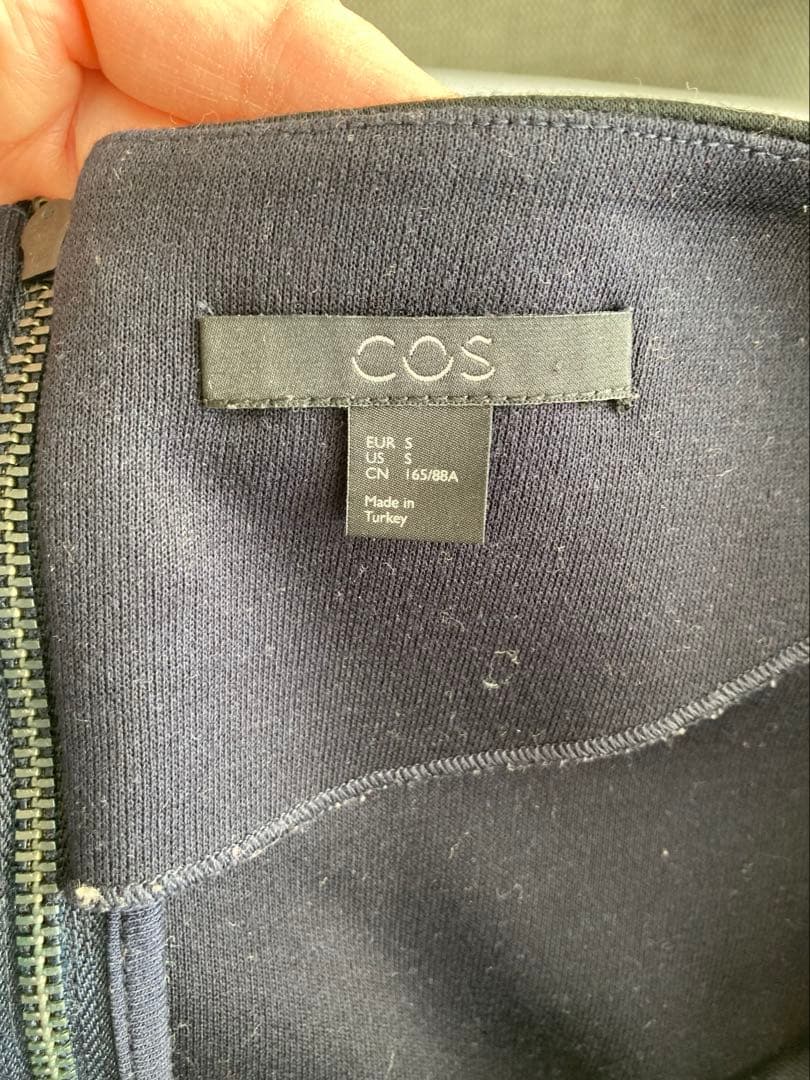 COS
EUR S
US S
CN 165/88A
Made in
Turkey